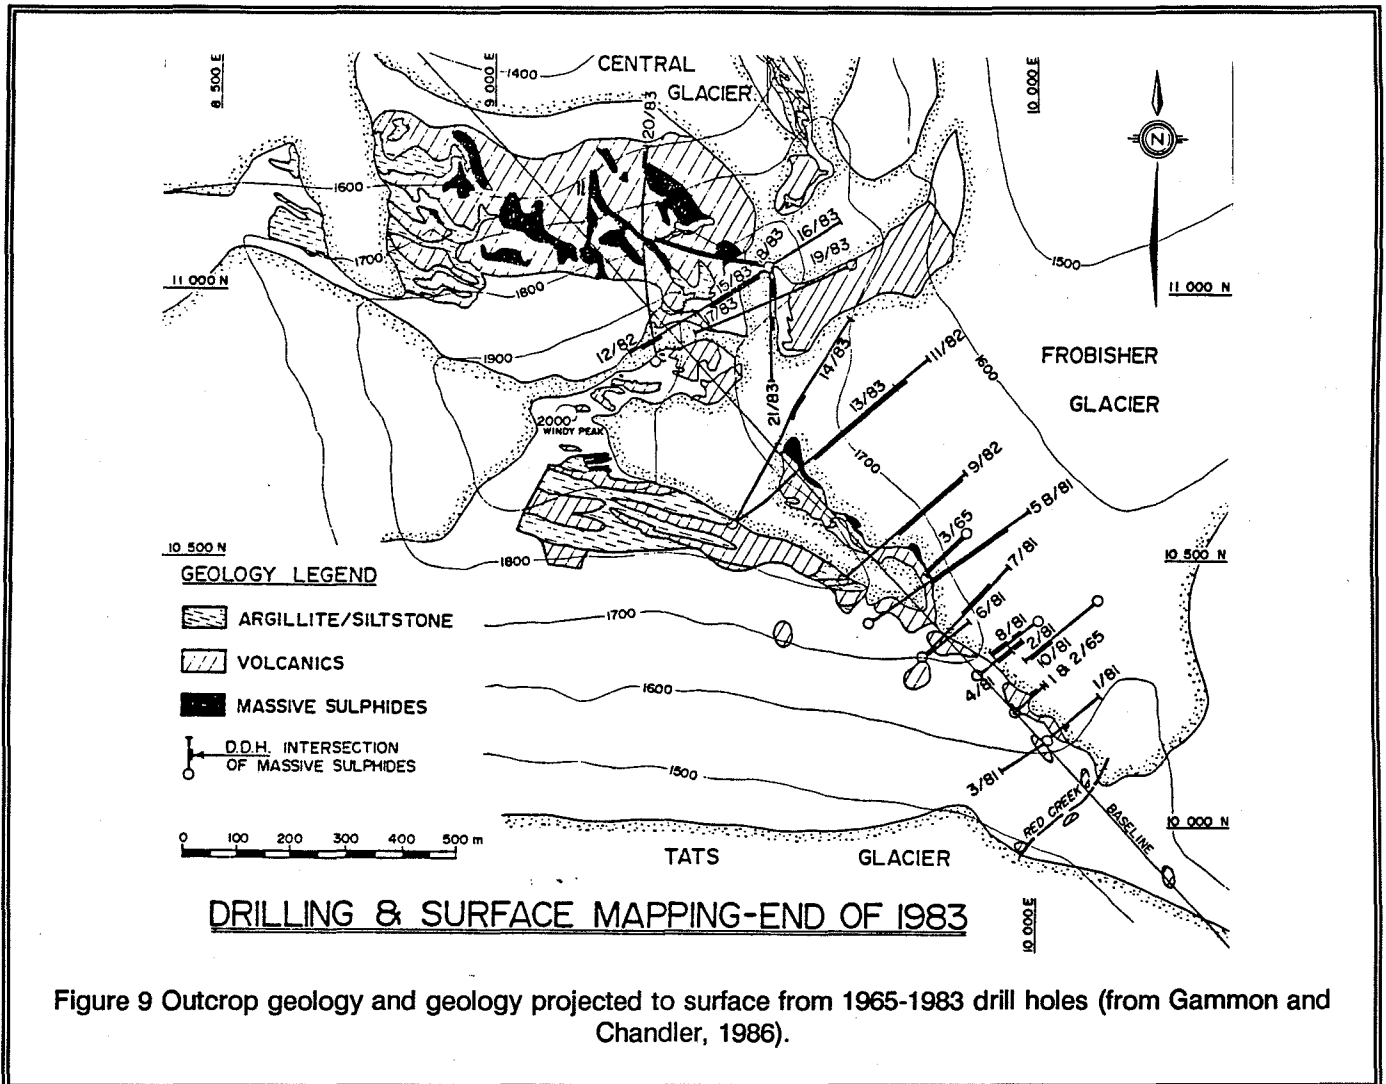 8 500 E
9 000 E
1400
CENTRAL
GLACIER
10 000 E
20/83
N
1600
1700
11 000 N
1800
16/83
18/83
19/83
15/83
17/83
1500
11 000 N
12/82
1900
14/83
11/82
1600
FROBISHER
GLACIER
13/83
21/83
2000
WINDY PEAK
1700
9/82
5 8/81
3/65
10 500 N
10 500 N
1800
7/81
GEOLOGY LEGEND
ARGILLITE/SILTSTONE
VOLCANICS
MASSIVE SULPHIDES
D.D.H. INTERSECTION
OF MASSIVE SULPHIDES
1700
6/81
8/81
2/81
10/81
1 & 2/65
4/81
1/81
1600
1500
3/81
RED CREEK
BASELINE
10 000 N
0 100 200 300 400 500 m
TATS GLACIER
10 000 E
DRILLING & SURFACE MAPPING-END OF 1983
Figure 9 Outcrop geology and geology projected to surface from 1965-1983 drill holes (from Gammon and
Chandler, 1986).